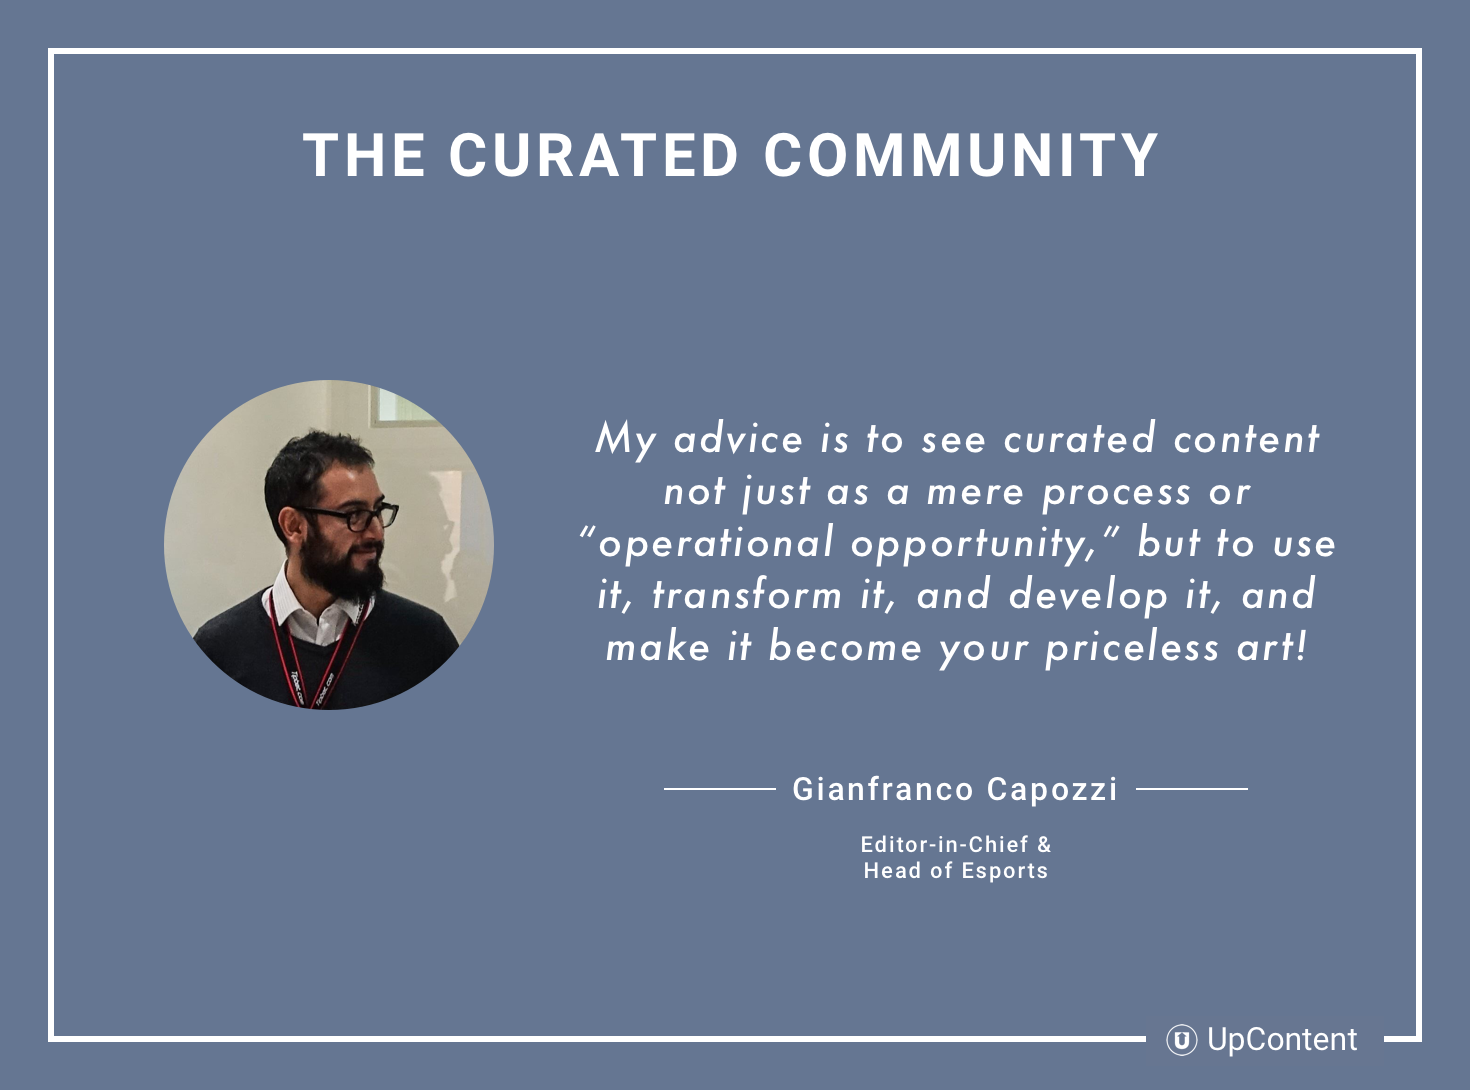 THE CURATED COMMUNITY
My advice is to see curated content
not just as a mere process or
“operational opportunity,” but to use
it, transform it, and develop it, and
make it become your priceless art!
Gianfranco Capozzi
Editor-in-Chief &
Head of Esports
UpContent